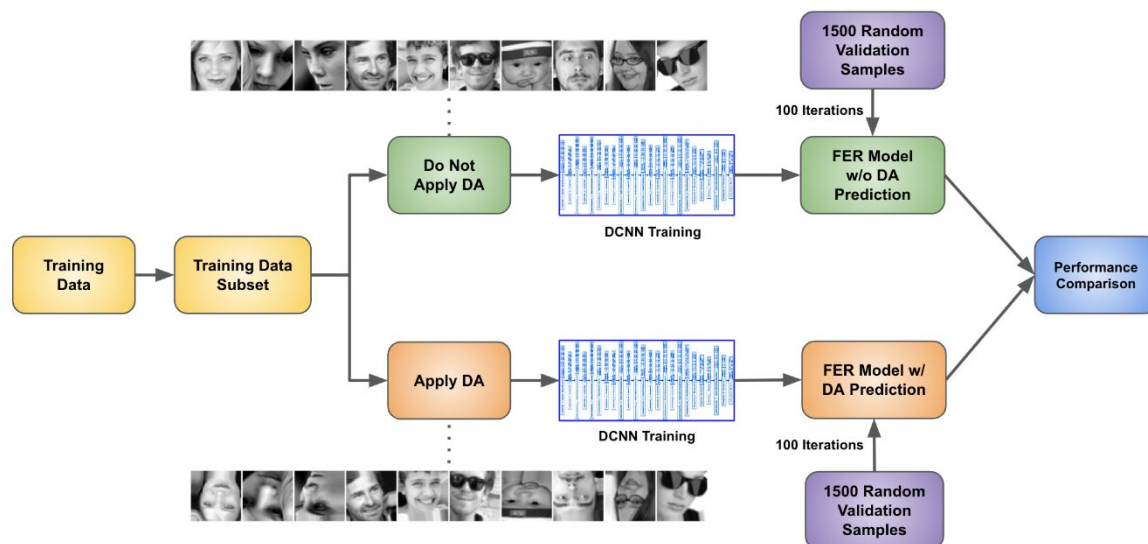 1500 Random
Validation
Samples
100 Iterations
Do Not
Apply DA
DCNN Training
FER Model
w/o DA
Prediction
Training
Data
Training Data
Subset
Performance
Comparison
Apply DA
DCNN Training
FER Model w/
DA Prediction
100 Iterations
1500 Random
Validation
Samples